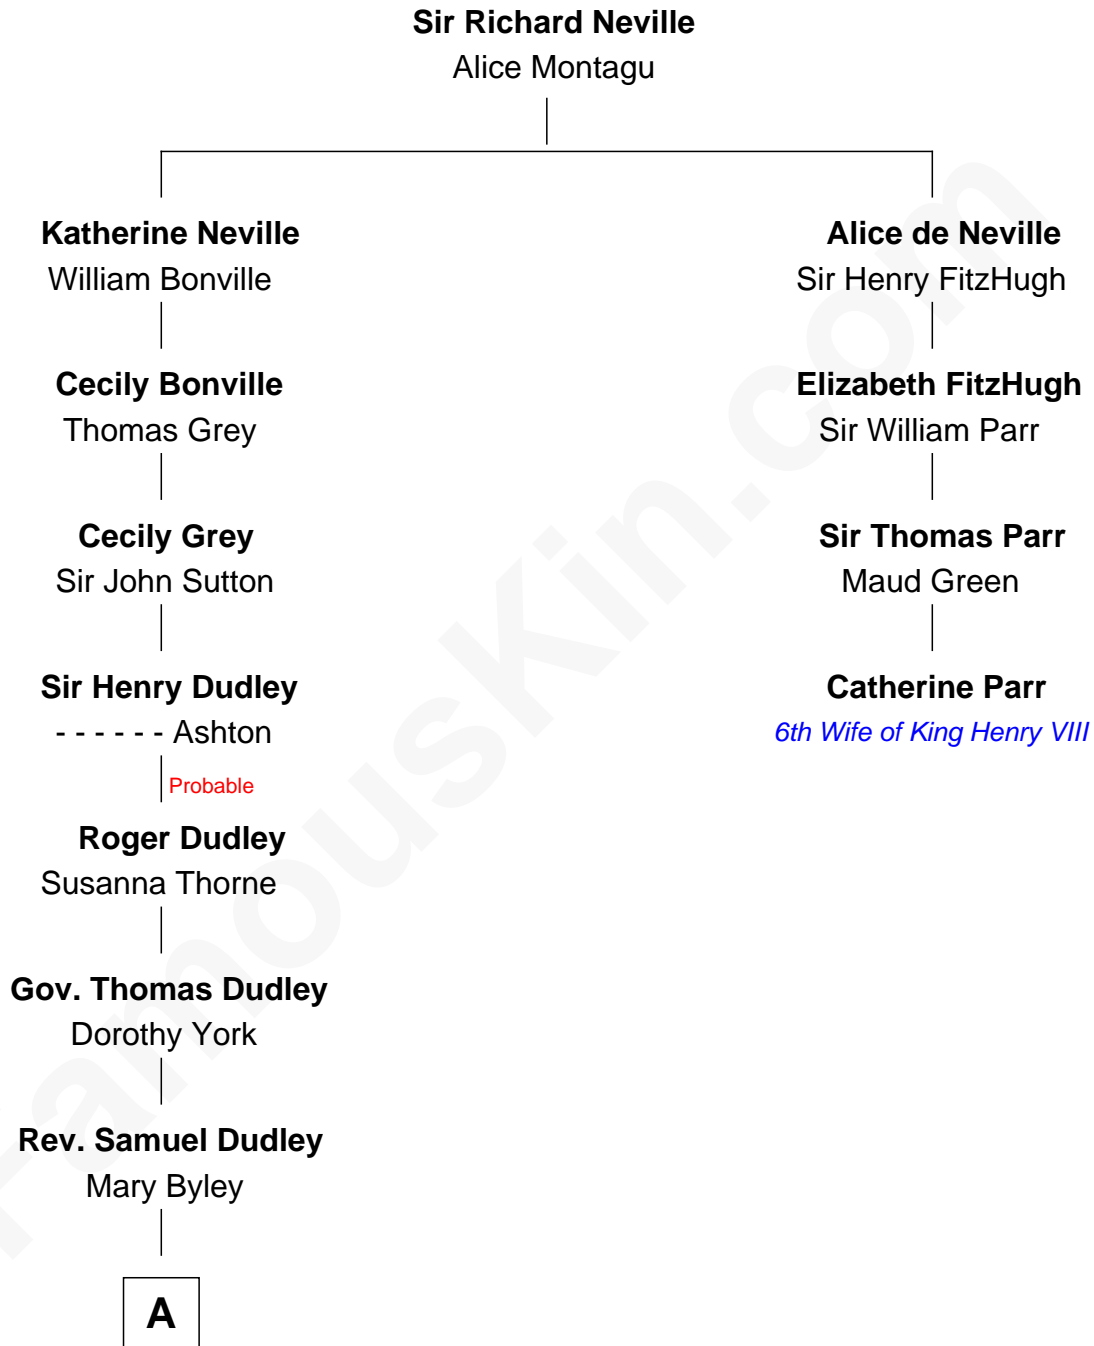 Sir Richard Neville
Alice Montagu
Katherine Neville
William Bonville
Alice de Neville
Sir Henry FitzHugh
Cecily Bonville
Thomas Grey
Elizabeth FitzHugh
Sir William Parr
Cecily Grey
Sir John Sutton
Sir Thomas Parr
Maud Green
Sir Henry Dudley
- - - - - - Ashton
Catherine Parr
6th Wife of King Henry VIII
Probable
Roger Dudley
Susanna Thorne
Gov. Thomas Dudley
Dorothy York
Rev. Samuel Dudley
Mary Byley
A
FamousKin.com